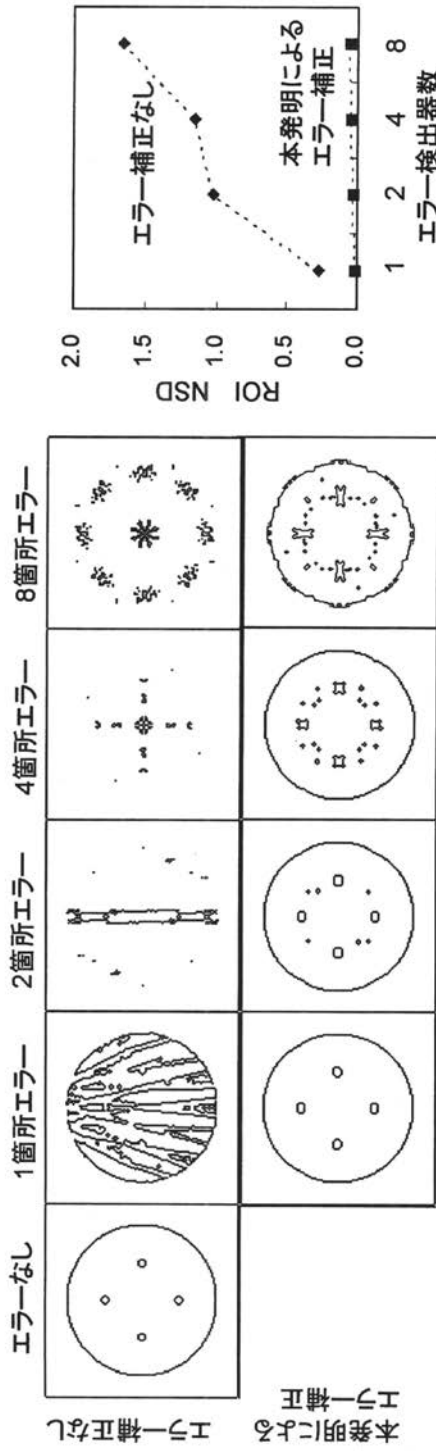 エラーなし
1箇所エラー
2箇所エラー
4箇所エラー
8箇所エラー
エラー補正なし
本発明による
エラー補正
ROI NSD
2.0
1.5
1.0
0.5
0.0
エラー補正なし
本発明による
エラー補正
1
2
4
8
エラー検出器数